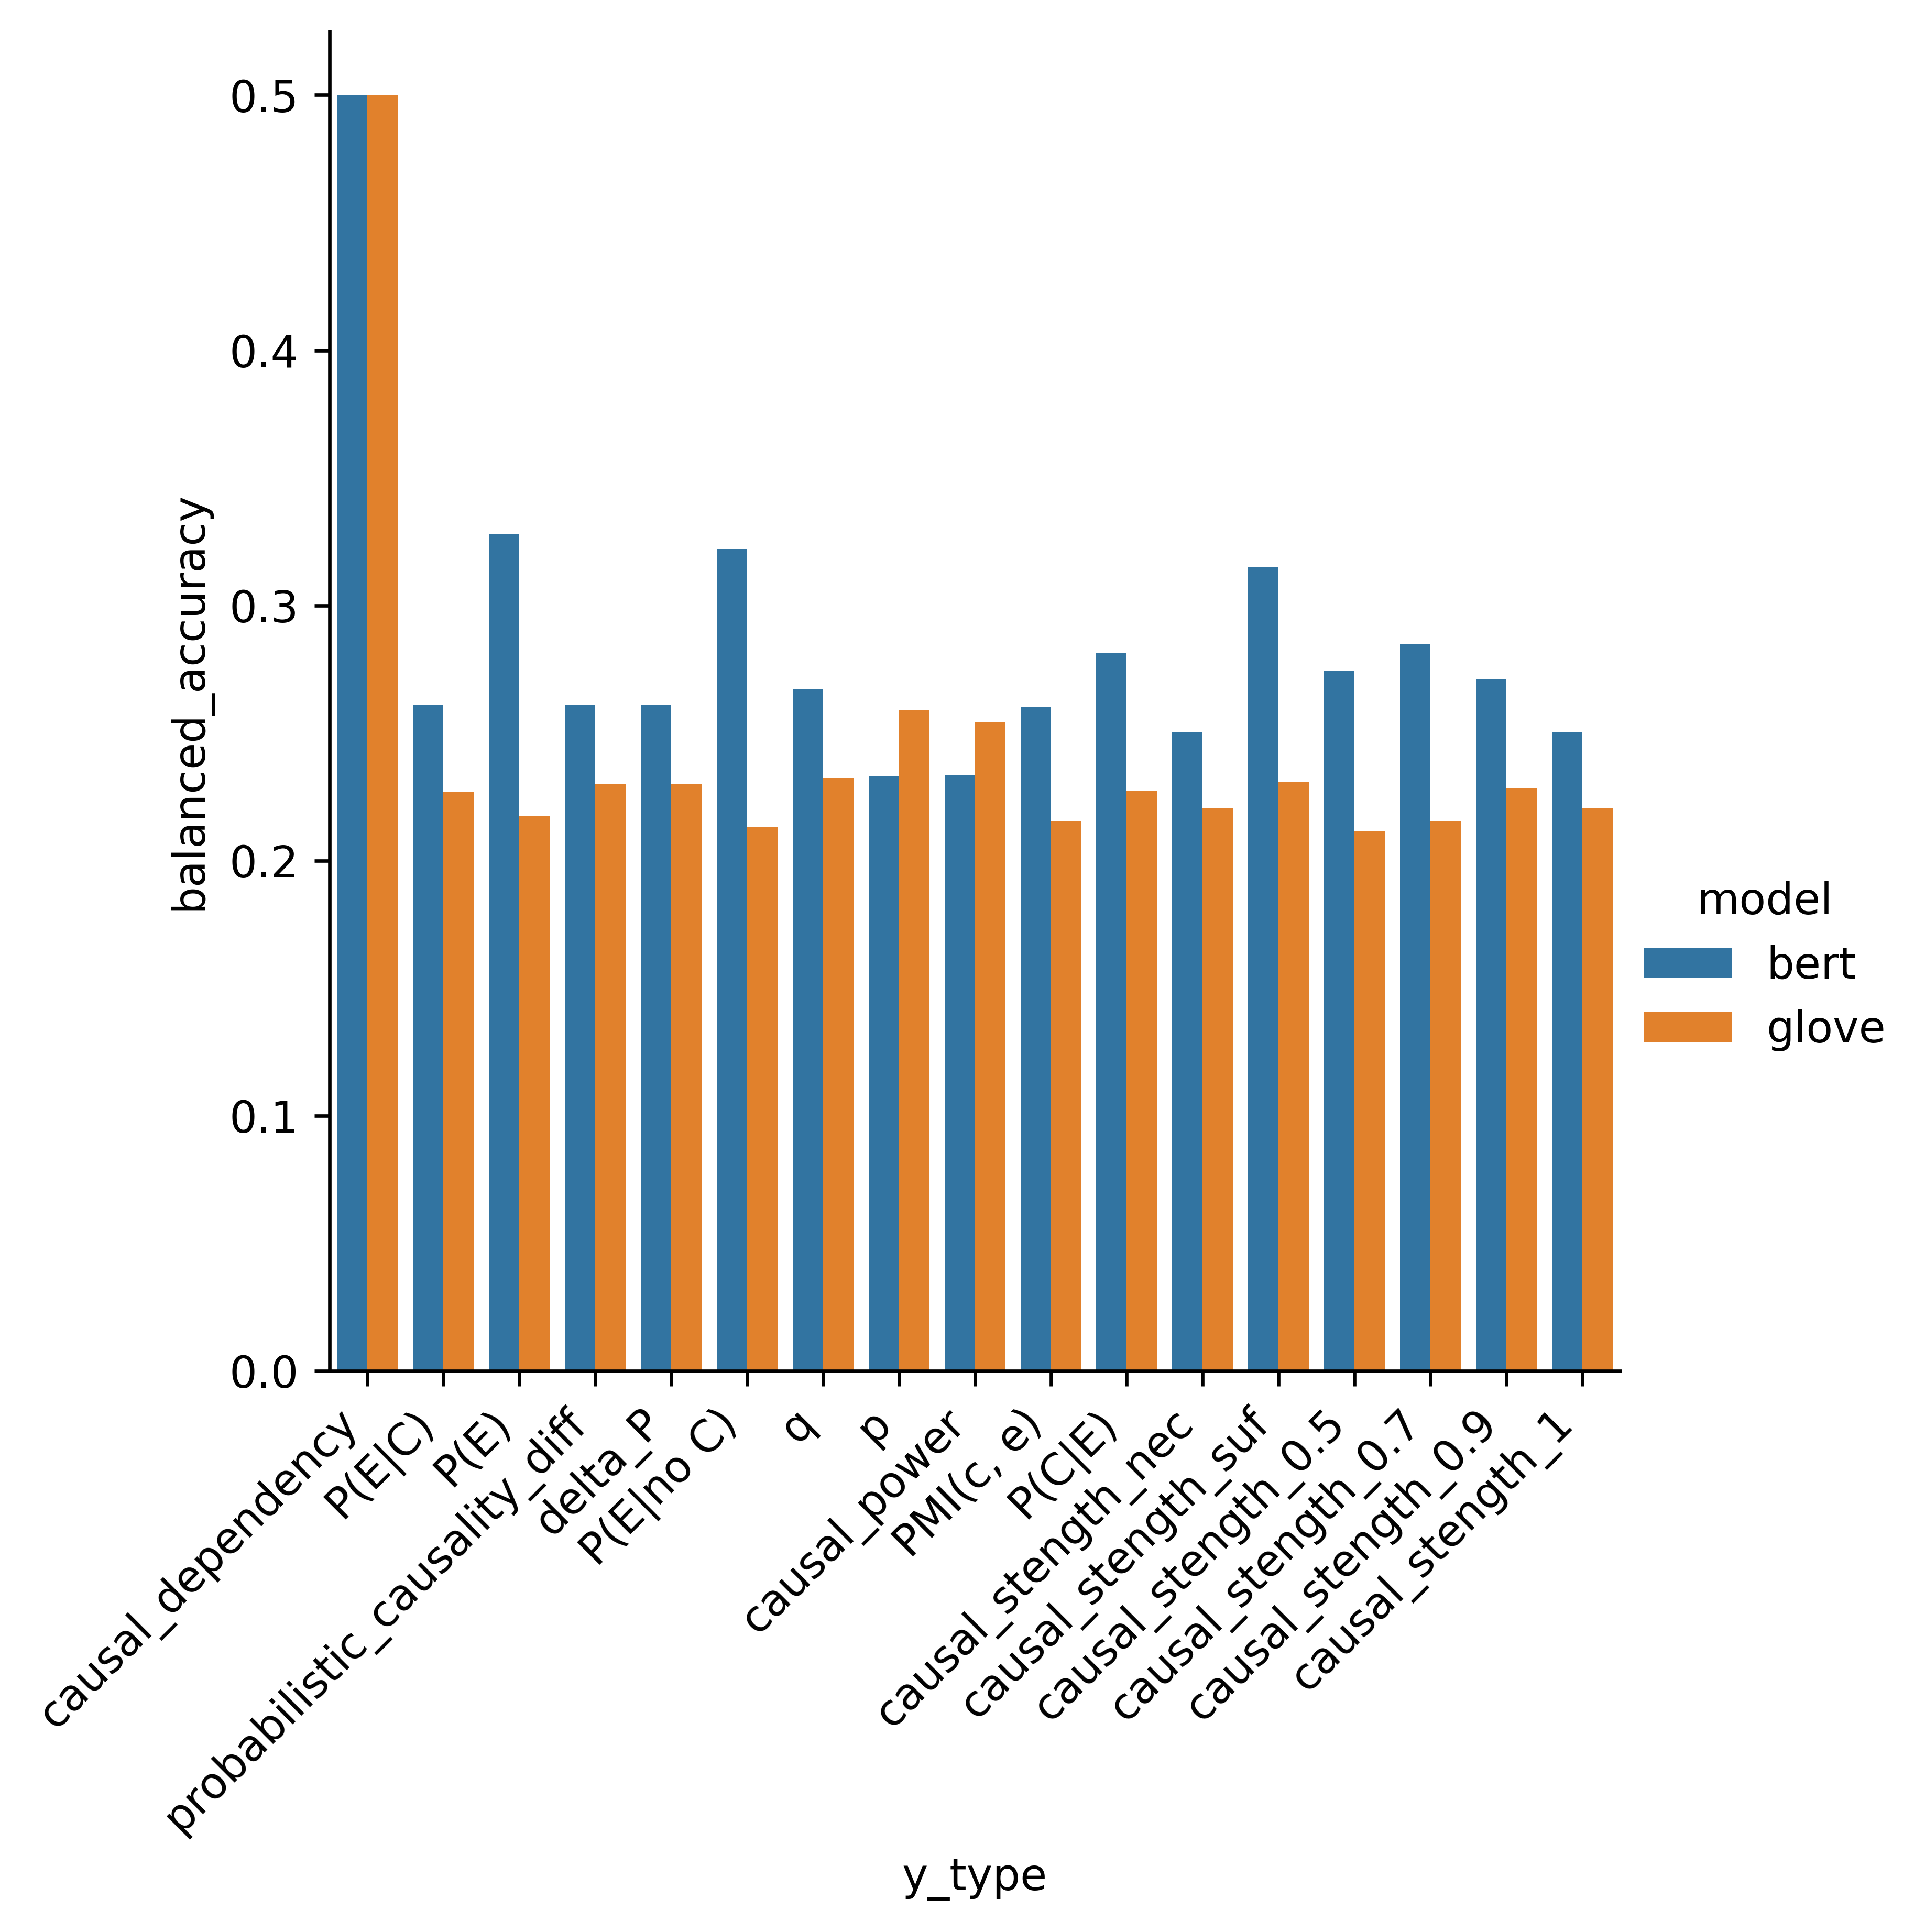 0.5
0.4
0.3
0.2
0.1
0.0
balanced_accuracy
causal_dependency
P(E|C)
P(E)
probabilistic_causality_diff
delta_P
P(E|no C)
q
p
causal_power
PMI(c, e)
P(C|E)
causal_stength_nec
causal_stength_suf
causal_stength_0.5
causal_stength_0.7
causal_stength_0.9
causal_stength_1
y_type
model
bert
glove